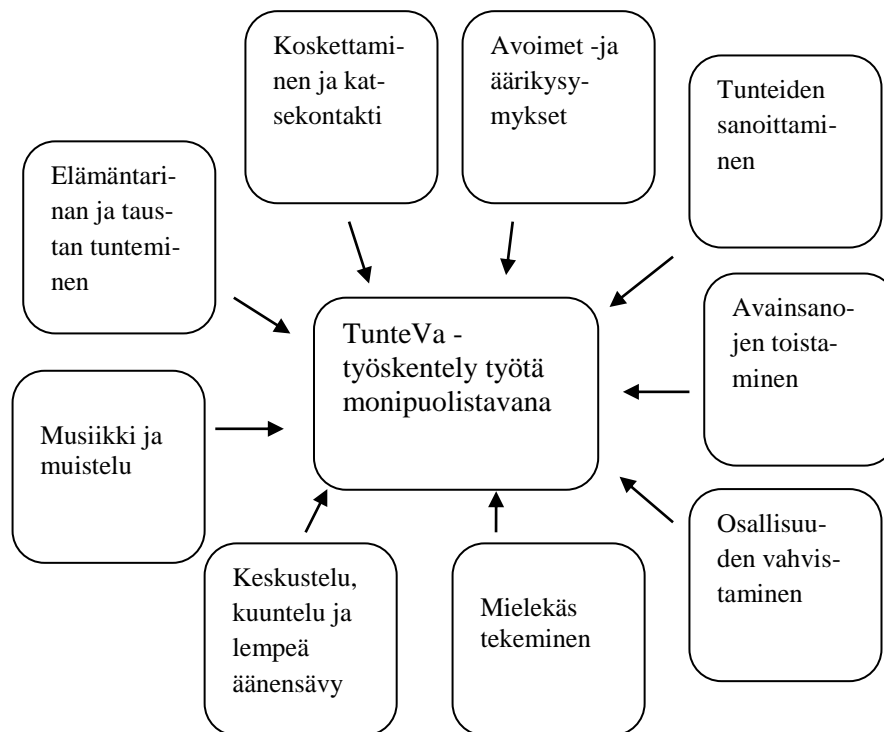 Koskettami-
nen ja kat-
sekontakti
Avoimet -ja
äärikysy-
mykset
Tunteiden
sanoittami-
nen
Elämäntari-
nan ja taus-
tan tuntemi-
nen
TunteVa -
työskentely työtä
monipuolistavana
Avainsano-
jen toista-
minen
Musiikki ja
muistelu
Osallisuu-
den vahvis-
taminen
Keskustelu,
kuuntelu ja
lempeä
äänensävy
Mielekäs
tekeminen